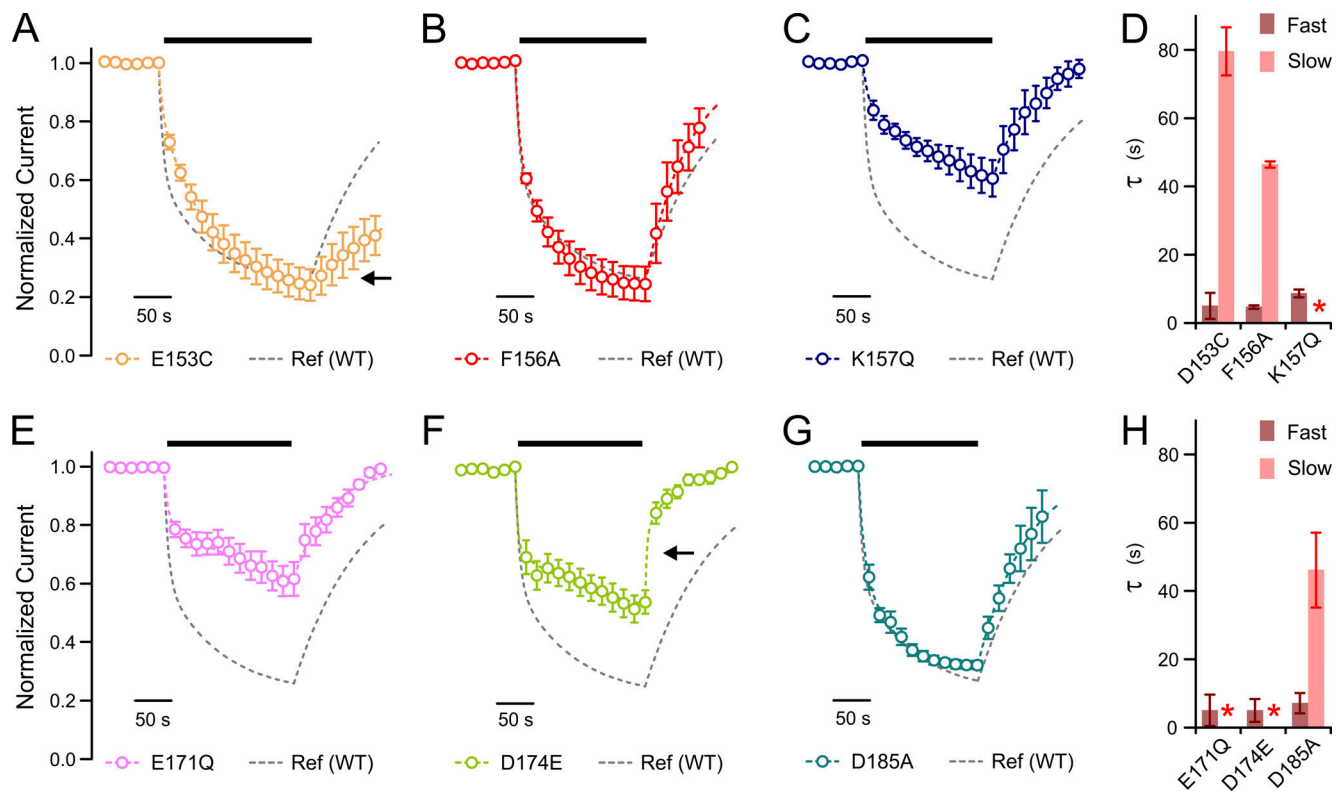 A
Normalized Current
1.0
0.8
0.6
0.4
0.2
0.0
50 s
E153C
Ref (WT)
B
50 s
F156A
Ref (WT)
C
50 s
K157Q
Ref (WT)
D
Fast
Slow
τ (s)
80
60
40
20
0
*
D153C
F156A
K157Q
E
Normalized Current
1.0
0.8
0.6
0.4
0.2
0.0
50 s
E171Q
Ref (WT)
F
50 s
D174E
Ref (WT)
G
50 s
D185A
Ref (WT)
H
Fast
Slow
τ (s)
80
60
40
20
0
* *
E171Q
D174E
D185A